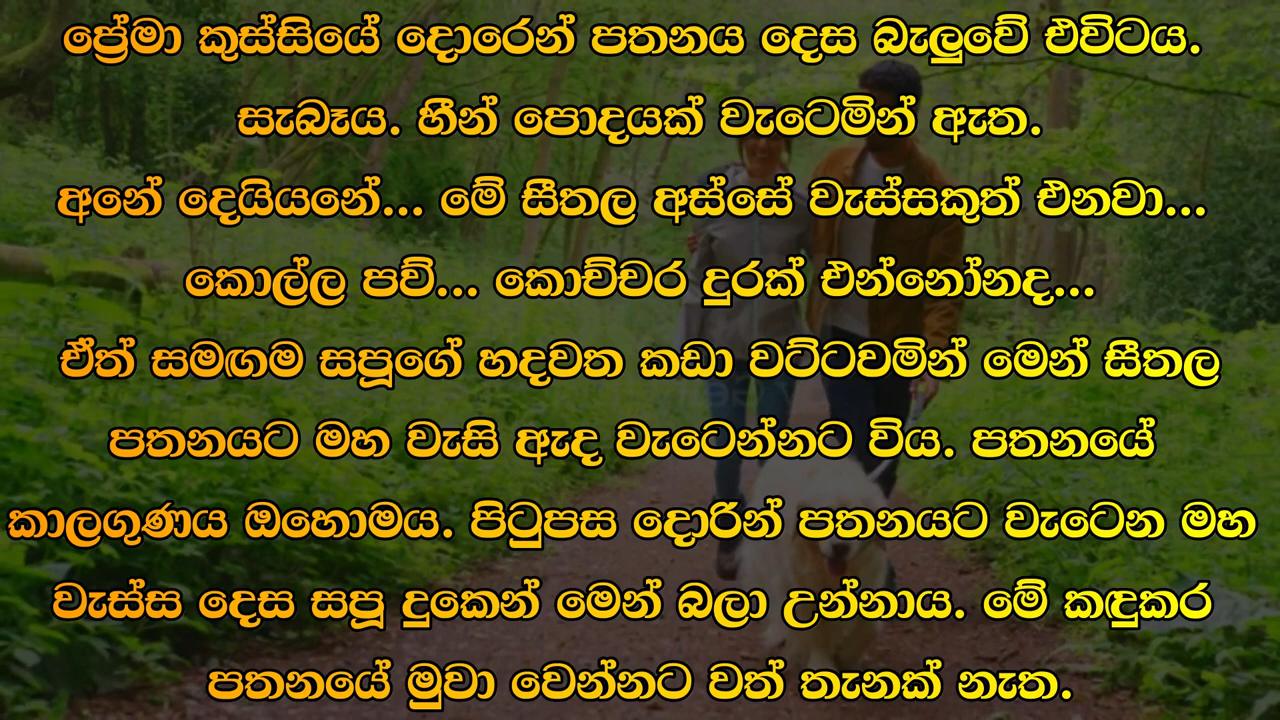 ප්‍රේමා කුස්සියේ දොරෙන් පතනය දෙස බැලුවේ එවිටය.
සැබෑය. හීන් පොදයක් වැටෙමින් ඇත.
අනේ දෙයියනේ... මේ සීතල අස්සේ වැස්සකුත් එනවා...
කොල්ල පව්... කොච්චර දුරක් එන්නෝනද...
ඒත් සමඟම සපූගේ හදවත කඩා වට්ටවමින් මෙන් සීතල
පතනයට මහ වැසි ඇද වැටෙන්නට විය. පතනයේ
කාලගුණය ඔහොමය. පිටුපස දොරින් පතනයට වැටෙන මහ
වැස්ස දෙස සපූ දුකෙන් මෙන් බලා උන්නාය. මේ කඳුකර
පතනයේ මුවා වෙන්නට වත් තැනක් නැත.